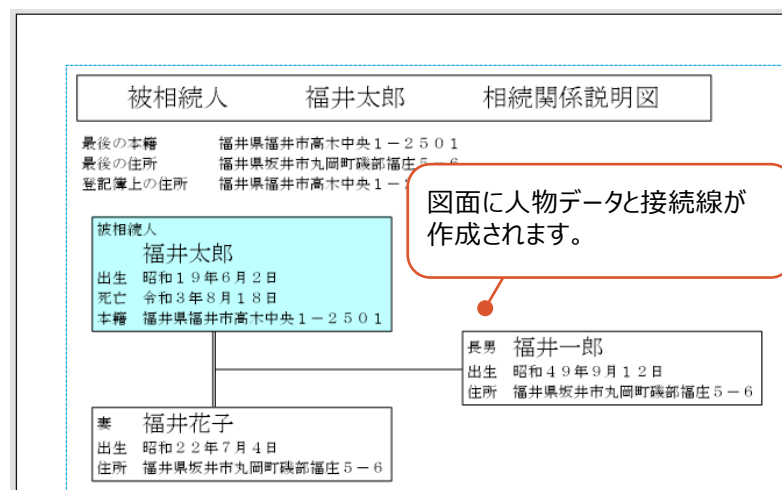 被相続人 福井太郎 相続関係説明図
最後の本籍 福井県福井市高木中央1−2501
最後の住所 福井県坂井市丸岡町磯部福庄5−6
登記簿上の住所 福井県福井市高木中央1−
図面に人物データと接続線が
作成されます。
被相続人
福井太郎
出生 昭和19年6月2日
死亡 令和3年8月18日
本籍 福井県福井市高木中央1−2501
長男 福井一郎
出生 昭和49年9月12日
住所 福井県坂井市丸岡町磯部福庄5−6
妻 福井花子
出生 昭和22年7月4日
住所 福井県坂井市丸岡町磯部福庄5−6